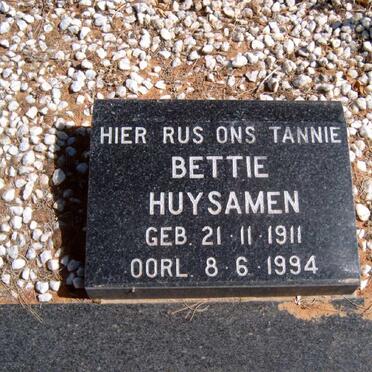 HIER RUS ONS TANNIE
BETTIE
HUYSAMEN
GEB. 21·11·1911
OORL. 8·6·1994